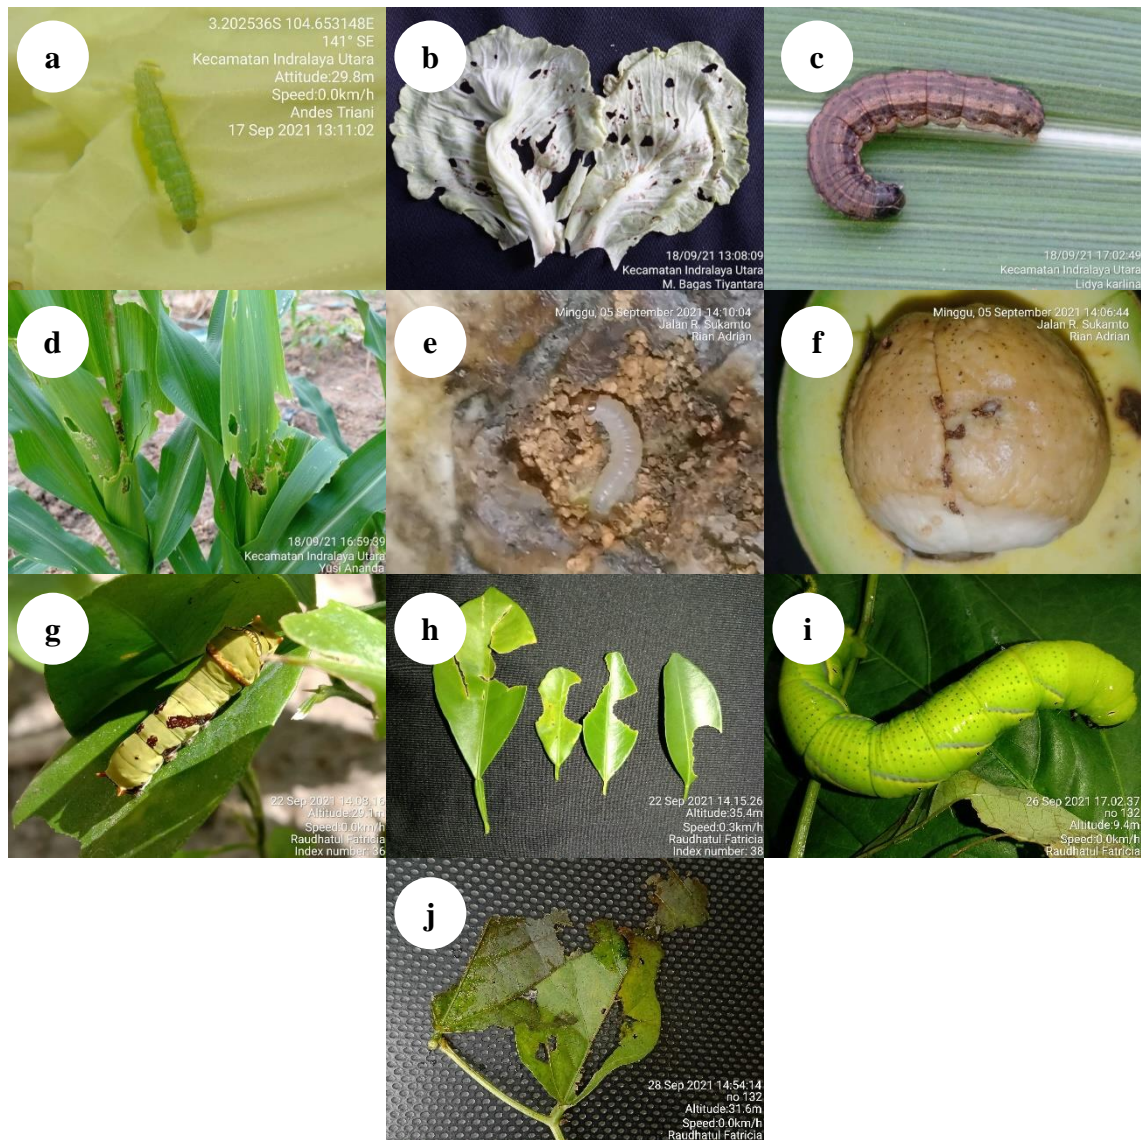 a
3.202536S 104.653148E
141° SE
Kecamatan Indralaya Utara
Attitude:29.8m
Speed:0.0km/h
Andes Triani
17 Sep 2021 13:11:02
b
18/09/21 13:08:09
Kecamatan Indralaya Utara
M. Bagas Tiyantara
c
18/09/21 17:02:49
Kecamatan Indralaya Utara
Lidya karlina
d
18/09/21 16:59:39
Kecamatan Indralaya Utara
Yusi Ananda
e
Minggu, 05 September 2021 14:10:04
Jalan R. Sukamto
Rian Adrian
f
Minggu, 05 September 2021 14:06:44
Jalan R. Sukamto
Rian Adrian
g
22 Sep 2021 14.08.16
Altitude:29.1m
Speed:0.0km/h
Raudhatul Fatricia
Index number: 36
h
22 Sep 2021 14.15.26
Altitude:35.4m
Speed:0.3km/h
Raudhatul Fatricia
Index number: 38
i
26 Sep 2021 17.02.37
no 132
Altitude:9.4m
Speed:0.0km/h
Raudhatul Fatricia
j
28 Sep 2021 14:54:14
no 132
Altitude:31.6m
Speed:0.0km/h
Raudhatul Fatricia